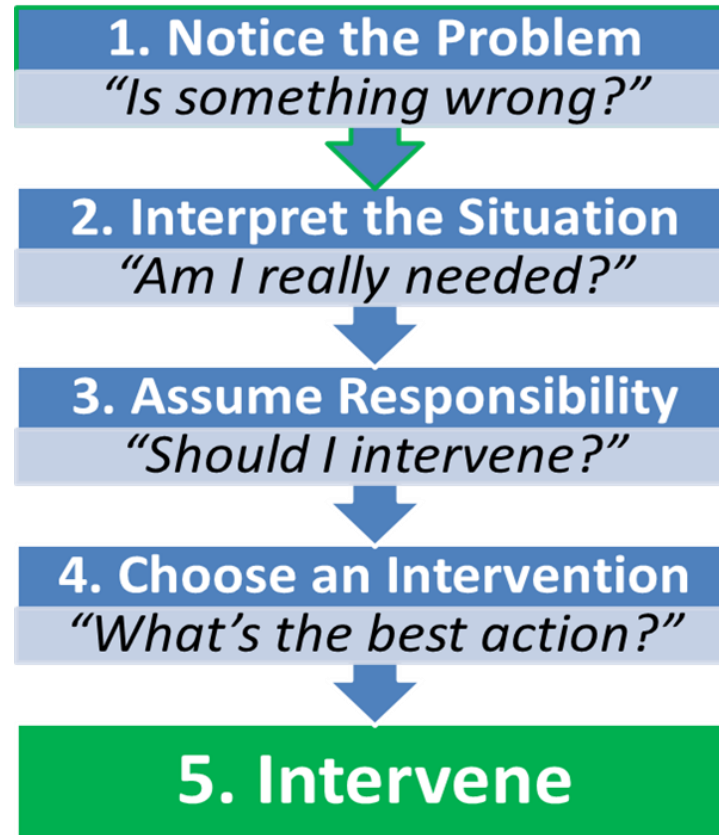 1. Notice the Problem
“Is something wrong?”
2. Interpret the Situation
“Am I really needed?”
3. Assume Responsibility
“Should I intervene?”
4. Choose an Intervention
“What’s the best action?”
5. Intervene